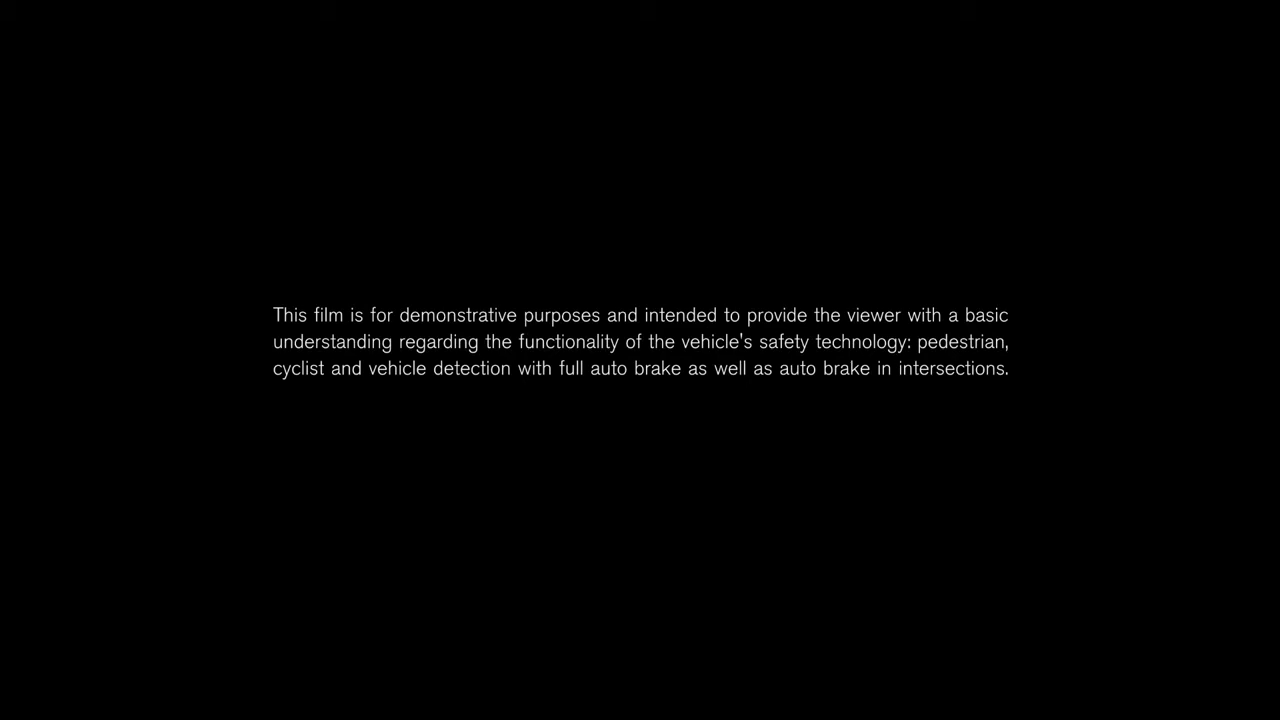 This film is for demonstrative purposes and intended to provide the viewer with a basic
understanding regarding the functionality of the vehicle's safety technology: pedestrian,
cyclist and vehicle detection with full auto brake as well as auto brake in intersections.